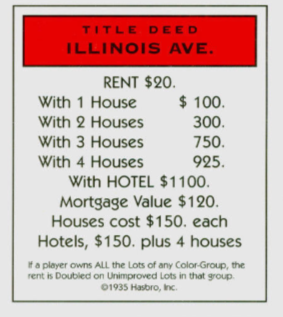 TITLE DEED
ILLINOIS AVE.
RENT $20.
With 1 House $ 100.
With 2 Houses 300.
With 3 Houses 750.
With 4 Houses 925.
With HOTEL $1100.
Mortgage Value $120.
Houses cost $150. each
Hotels, $150. plus 4 houses
If a player owns ALL the Lots of any Color-Group, the
rent is Doubled on Unimproved Lots in that group.
©1935 Hasbro, Inc.